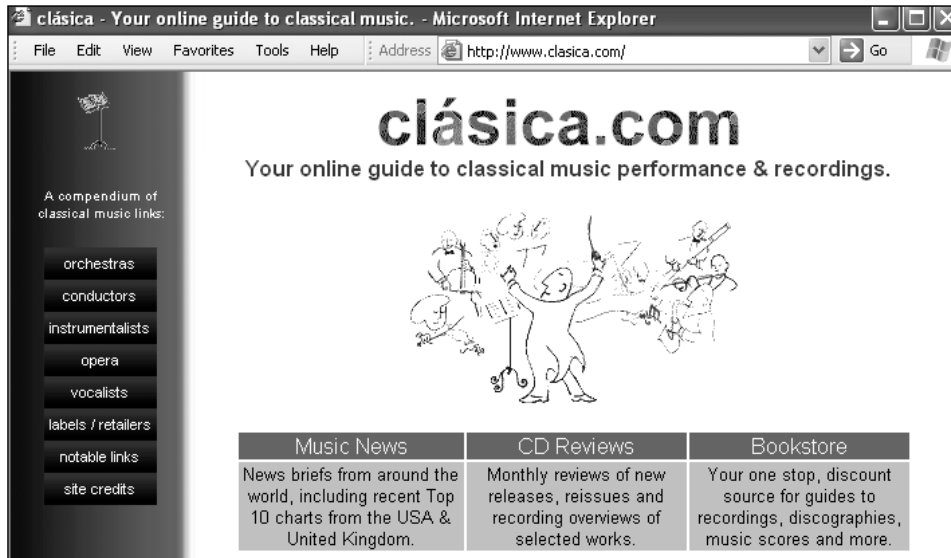 clásica - Your online guide to classical music. - Microsoft Internet Explorer
File Edit View Favorites Tools Help Address http://www.clasica.com/ Go
clásica.com
Your online guide to classical music performance & recordings.
A compendium of
classical music links:
orchestras
conductors
instrumentalists
opera
vocalists
labels / retailers
notable links
site credits
Music News
News briefs from around the
world, including recent Top
10 charts from the USA &
United Kingdom.
CD Reviews
Monthly reviews of new
releases, reissues and
recording overviews of
selected works.
Bookstore
Your one stop, discount
source for guides to
recordings, discographies,
music scores and more.